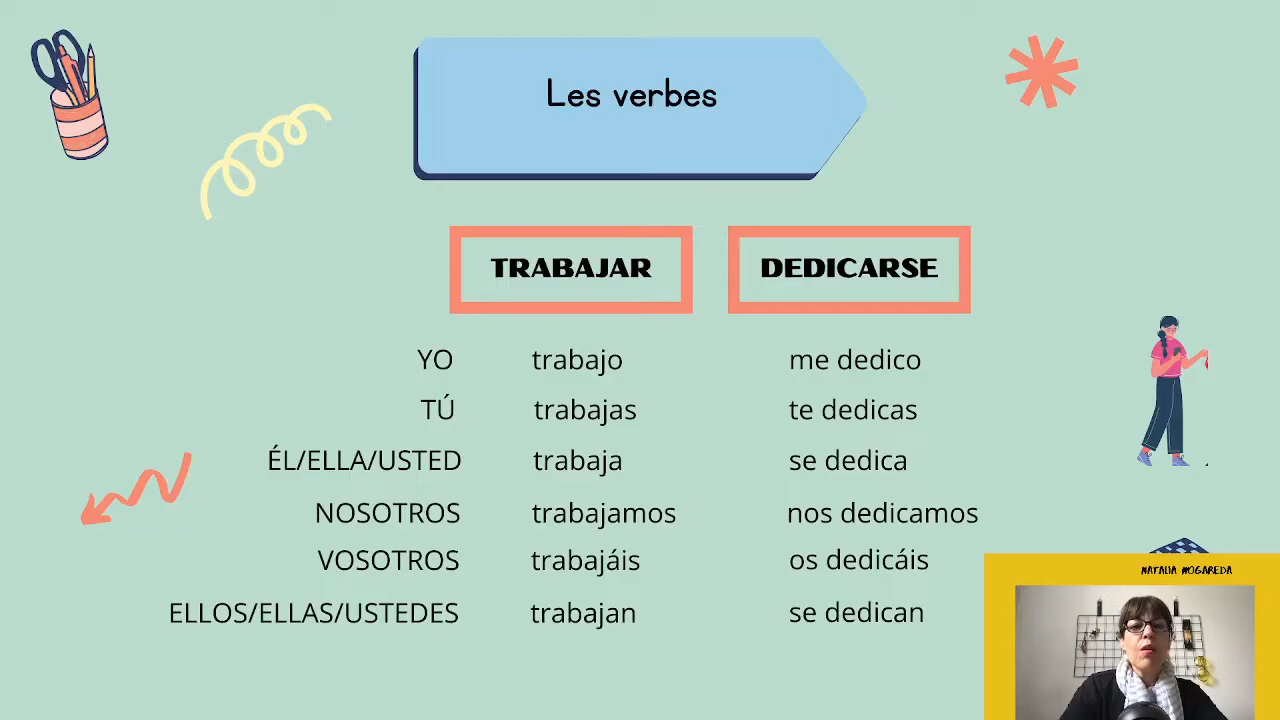 Les verbes
TRABAJAR DEDICARSE
YO trabajo me dedico
TÚ trabajas te dedicas
ÉL/ELLA/USTED trabaja se dedica
NOSOTROS trabajamos nos dedicamos
VOSOTROS trabajáis os dedicáis
ELLOS/ELLAS/USTEDES trabajan se dedican
NATALIA NOGAREDA